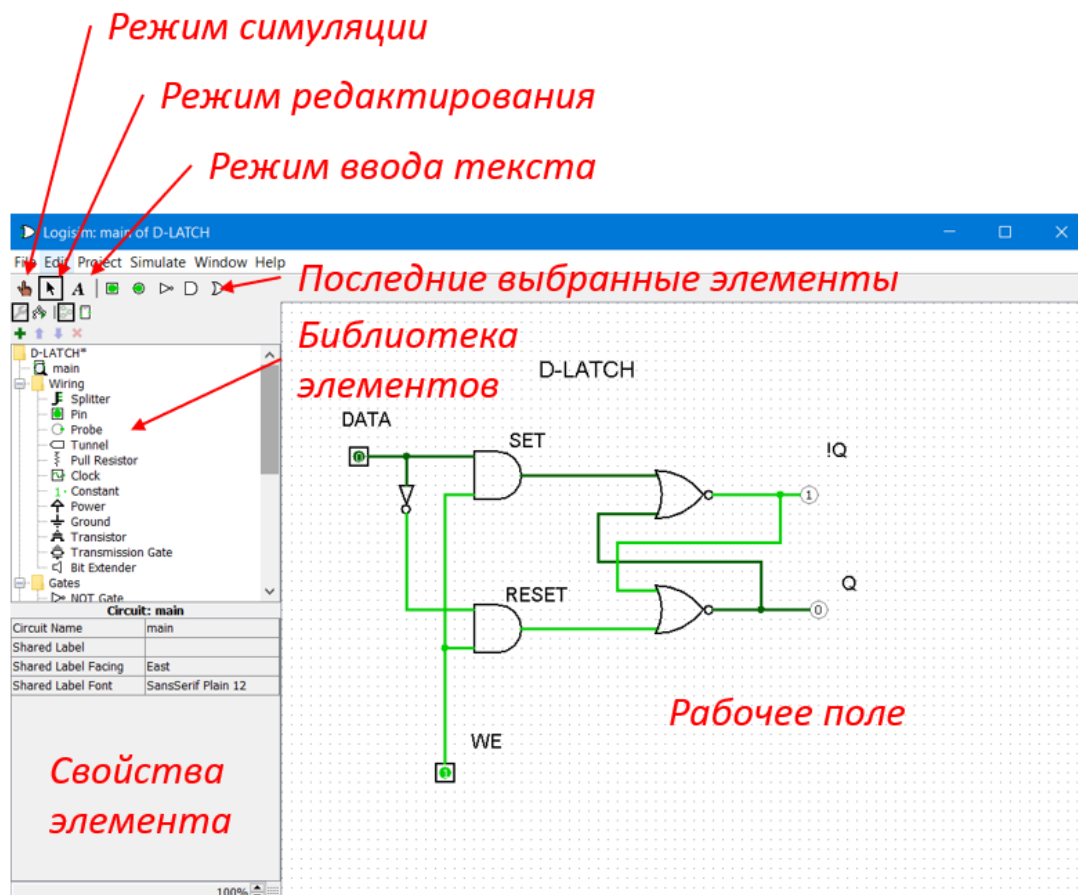 Режим симуляции
Режим редактирования
Режим ввода текста
Logisim: main of D-LATCH
File Edit Project Simulate Window Help
Последние выбранные элементы
Библиотека
элементов
D-LATCH*
main
Wiring
Splitter
Pin
Probe
Tunnel
Pull Resistor
Clock
Constant
Power
Ground
Transistor
Transmission Gate
Bit Extender
Gates
NOT Gate
Circuit: main
Circuit Name main
Shared Label
Shared Label Facing East
Shared Label Font SansSerif Plain 12
Свойства
элемента
100%
D-LATCH
DATA
SET
!Q
0
1
RESET
Q
0
Рабочее поле
WE
1